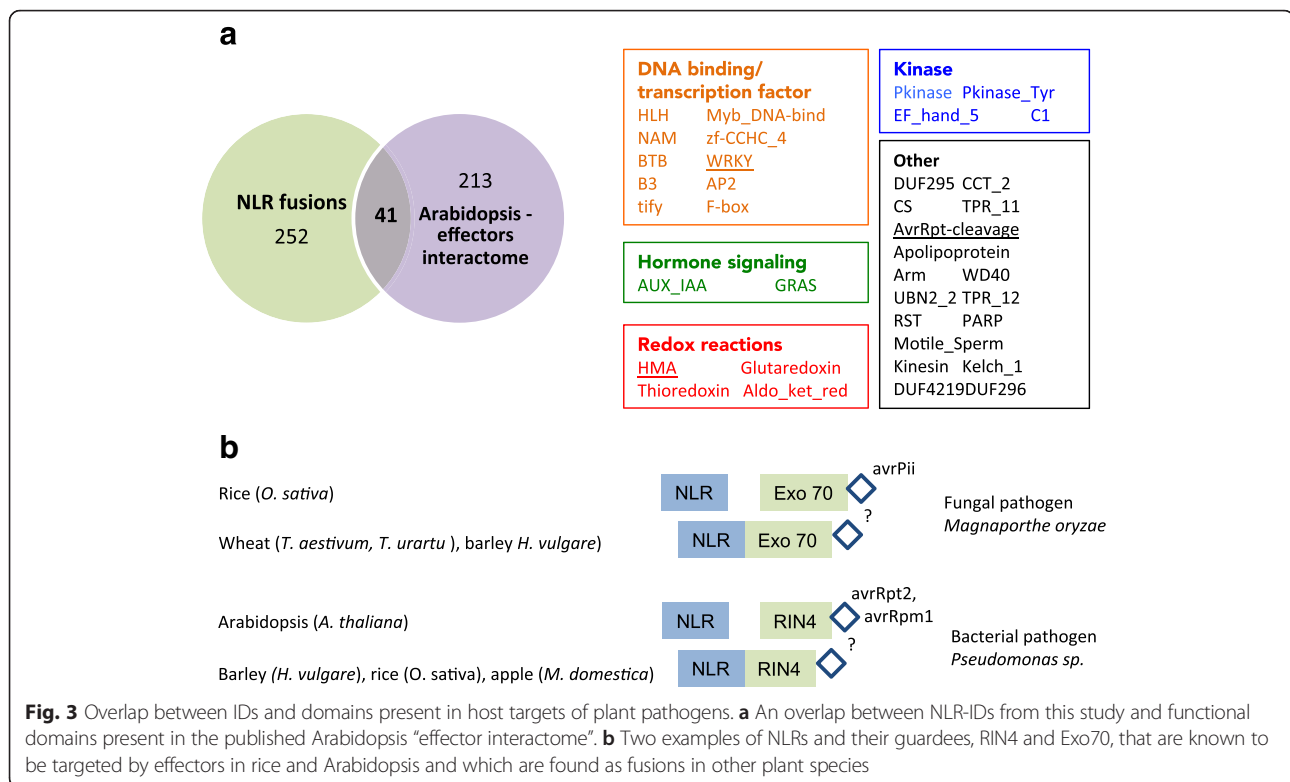 a
NLR fusions
252
41
213
Arabidopsis -
effectors
interactome
DNA binding/
transcription factor
HLH Myb_DNA-bind
NAM zf-CCHC_4
BTB WRKY
B3 AP2
tify F-box
Hormone signaling
AUX_IAA GRAS
Redox reactions
HMA Glutaredoxin
Thioredoxin Aldo_ket_red
Kinase
Pkinase Pkinase_Tyr
EF_hand_5 C1
Other
DUF295 CCT_2
CS TPR_11
AvrRpt-cleavage
Apolipoprotein
Arm WD40
UBN2_2 TPR_12
RST PARP
Motile_Sperm
Kinesin Kelch_1
DUF4219DUF296
b
Rice (O. sativa)
NLR Exo 70
avrPii
Wheat (T. aestivum, T. urartu ), barley H. vulgare)
NLR Exo 70
?
Fungal pathogen
Magnaporthe oryzae
Arabidopsis (A. thaliana)
NLR RIN4
avrRpt2,
avrRpm1
Barley (H. vulgare), rice (O. sativa), apple (M. domestica)
NLR RIN4
?
Bacterial pathogen
Pseudomonas sp.
Fig. 3 Overlap between IDs and domains present in host targets of plant pathogens. a An overlap between NLR-IDs from this study and functional
domains present in the published Arabidopsis “effector interactome”. b Two examples of NLRs and their guardees, RIN4 and Exo70, that are known to
be targeted by effectors in rice and Arabidopsis and which are found as fusions in other plant species